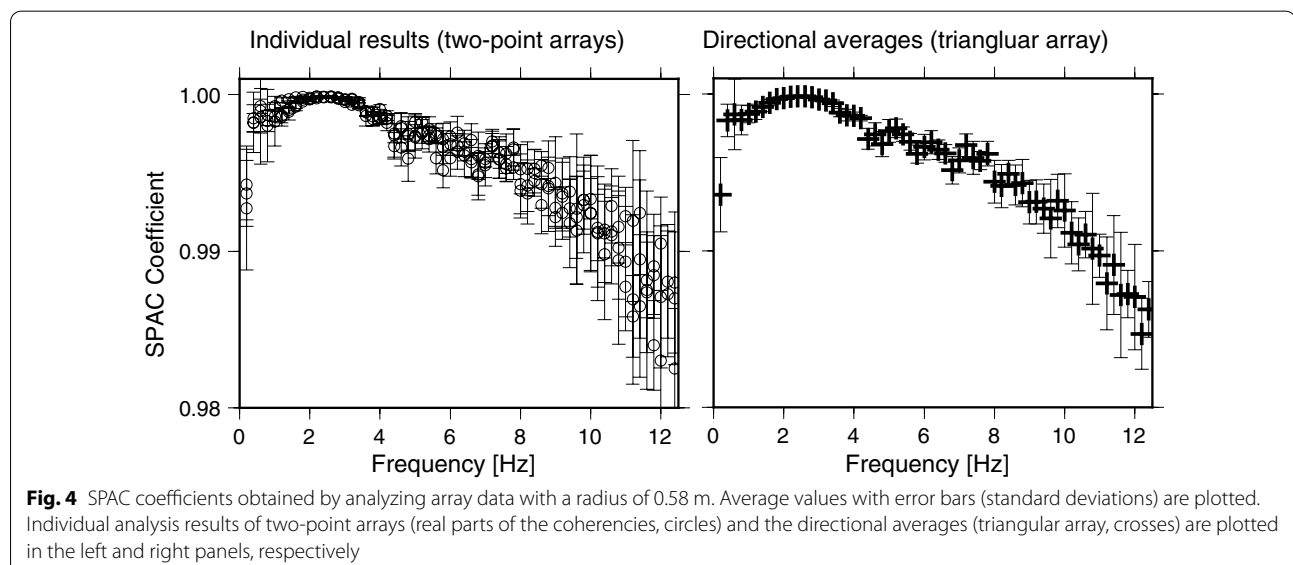 Individual results (two-point arrays)
Directional averages (triangluar array)
SPAC Coefficient
1.00
0.99
0.98
0 2 4 6 8 10 12
Frequency [Hz]
0 2 4 6 8 10 12
Frequency [Hz]
Fig. 4 SPAC coefficients obtained by analyzing array data with a radius of 0.58 m. Average values with error bars (standard deviations) are plotted.
Individual analysis results of two-point arrays (real parts of the coherencies, circles) and the directional averages (triangular array, crosses) are plotted
in the left and right panels, respectively